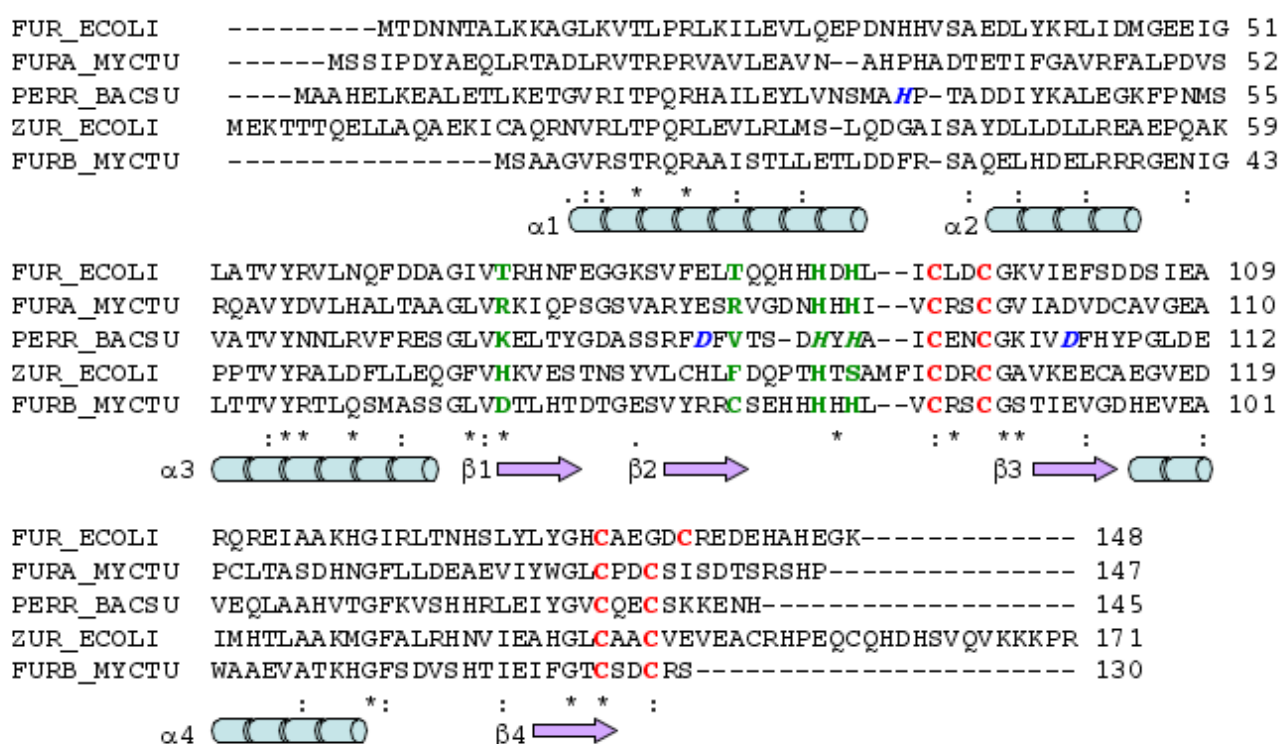 FUR_ECOLI ---------MTDNNTALKKAGLKVTLPRLKILEVLQEPDNHHVSAEDLYKRLIDMGEEIG 51
FURA_MYCTU ------MSSIPDYAEQLRTADLRVTRPRVAVLEAVN--AHPHADTETIFGAVRFALPDVS 52
PERR_BACSU ----MAAHELKEALETLKETGVRITPQRHAILEYLVNSMAHP-TADDIYKALEGKFPNMS 55
ZUR_ECOLI MEKTTTQELLAQAEKICAQRNVRLTPQRLEVLRLMS-LQDGAISAYDLLDLLREAEPQAK 59
FURB_MYCTU ----------------MSAAGVRSTRQRAAISTLLETLDDFR-SAQELHDELRRRGENIG 43
.:: * * : : : : : :
α1 α2
FUR_ECOLI LATVYRVLNQFDDAGIVTRHNFEGGKSVFELTQQHHHDHL--ICLDCGKVIEFSDDSIEA 109
FURA_MYCTU RQAVYDVLHALTAAGLVRKIQPSGSVARYESRVGDNHHHI--VCRSCGVIADVDCAVGEA 110
PERR_BACSU VATVYNNLRVFRESGLVKELTYGDASSRFDFVTS-DHYHA--ICENCGKIVDFHYPGLDE 112
ZUR_ECOLI PPTVYRALDFLLEQGFVHKVESTNSYVLCHLFDQPTHTSAMFICDRCGAVKEECAEGVED 119
FURB_MYCTU LTTVYRTLQSMASSGLVDTLHTDTGESVYRRCSEHHHHHL--VCRSCGSTIEVGDHEVEA 101
:** * : *:* . * :* ** : :
α3 β1 β2 β3
FUR_ECOLI RQREIAAKHGIRLTNHSLYLYGHCAEGDCREDEHAHEGK------------- 148
FURA_MYCTU PCLTASDHNGFLLDEAEVIYWGLCPDCSISDTSRSHP--------------- 147
PERR_BACSU VEQLAAHVTGFKVSHHRLEIYGVCQECSKKENH------------------- 145
ZUR_ECOLI IMHTLAAKMGFALRHNVIEAHGLCAACVEVEACRHPEQCQHDHSVQVKKKPR 171
FURB_MYCTU WAAEVATKHGFSDVSHTIEIFGTCSDCRS----------------------- 130
: *: : * * :
α4 β4